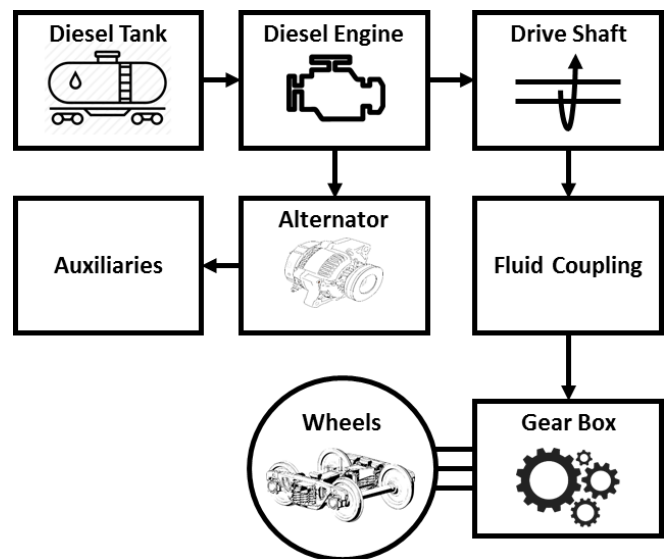 Diesel Tank
Diesel Engine
Drive Shaft
Auxiliaries
Alternator
Fluid Coupling
Wheels
Gear Box